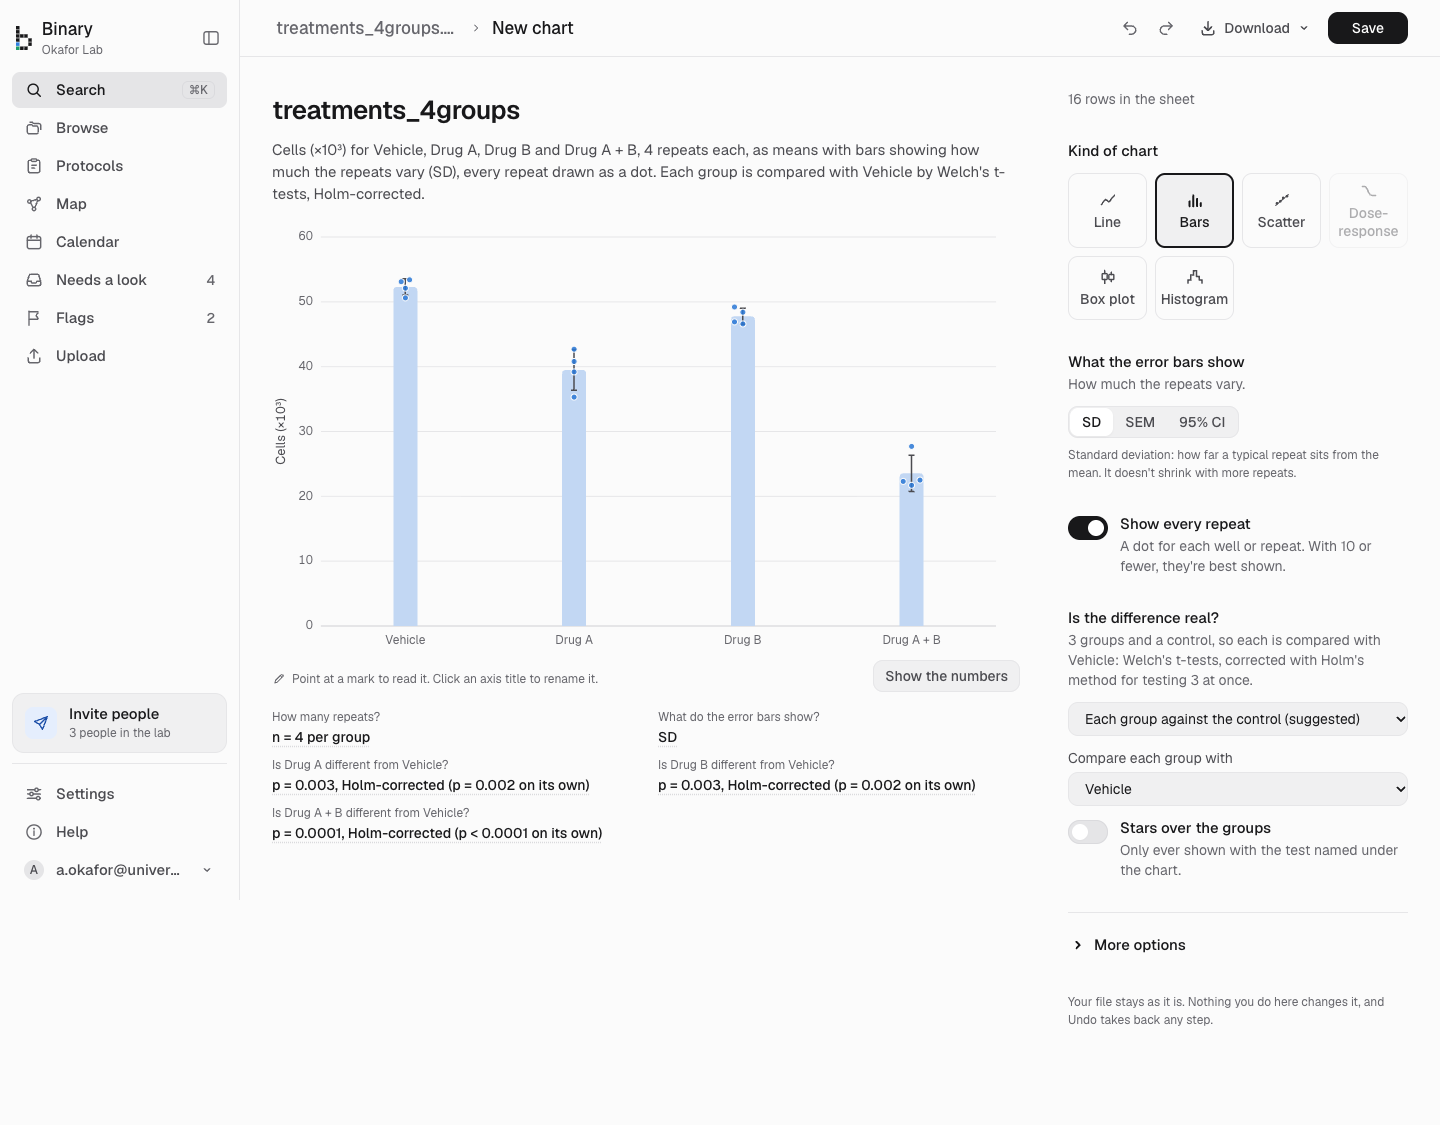 Binary
Okafor Lab
Search ⌘K
Browse
Protocols
Map
Calendar
Needs a look 4
Flags 2
Upload
Invite people
3 people in the lab
Settings
Help
A a.okafor@univer...
treatments_4groups.... › New chart
Download
Save
treatments_4groups
Cells (×10³) for Vehicle, Drug A, Drug B and Drug A + B, 4 repeats each, as means with bars showing how
much the repeats vary (SD), every repeat drawn as a dot. Each group is compared with Vehicle by Welch's t-
tests, Holm-corrected.
60
50
40
30
20
10
0
Cells (×10³)
Vehicle
Drug A
Drug B
Drug A + B
Point at a mark to read it. Click an axis title to rename it.
Show the numbers
How many repeats?
n = 4 per group
What do the error bars show?
SD
Is Drug A different from Vehicle?
p = 0.003, Holm-corrected (p = 0.002 on its own)
Is Drug B different from Vehicle?
p = 0.003, Holm-corrected (p = 0.002 on its own)
Is Drug A + B different from Vehicle?
p = 0.0001, Holm-corrected (p < 0.0001 on its own)
16 rows in the sheet
Kind of chart
Line
Bars
Scatter
Dose-
response
Box plot
Histogram
What the error bars show
How much the repeats vary.
SD SEM 95% CI
Standard deviation: how far a typical repeat sits from the
mean. It doesn't shrink with more repeats.
Show every repeat
A dot for each well or repeat. With 10 or
fewer, they're best shown.
Is the difference real?
3 groups and a control, so each is compared with
Vehicle: Welch's t-tests, corrected with Holm's
method for testing 3 at once.
Each group against the control (suggested)
Compare each group with
Vehicle
Stars over the groups
Only ever shown with the test named under
the chart.
More options
Your file stays as it is. Nothing you do here changes it, and
Undo takes back any step.